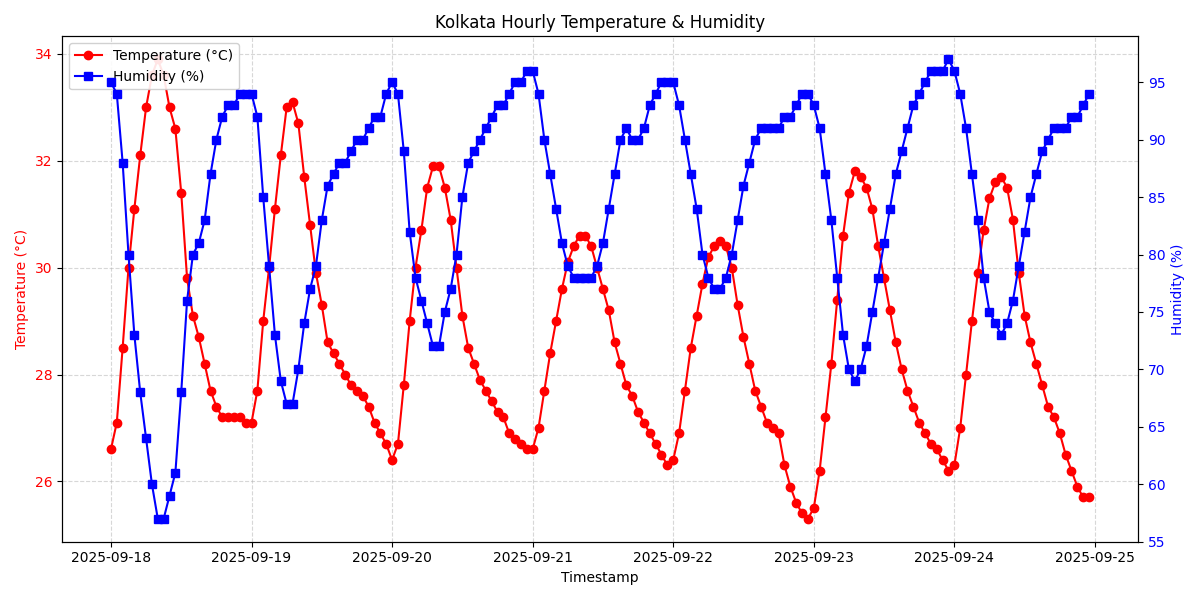 Kolkata Hourly Temperature & Humidity
Temperature (°C)
Humidity (%)
34
32
30
28
26
Temperature (°C)
95
90
85
80
75
70
65
60
55
Humidity (%)
2025-09-18 2025-09-19 2025-09-20 2025-09-21 2025-09-22 2025-09-23 2025-09-24 2025-09-25
Timestamp